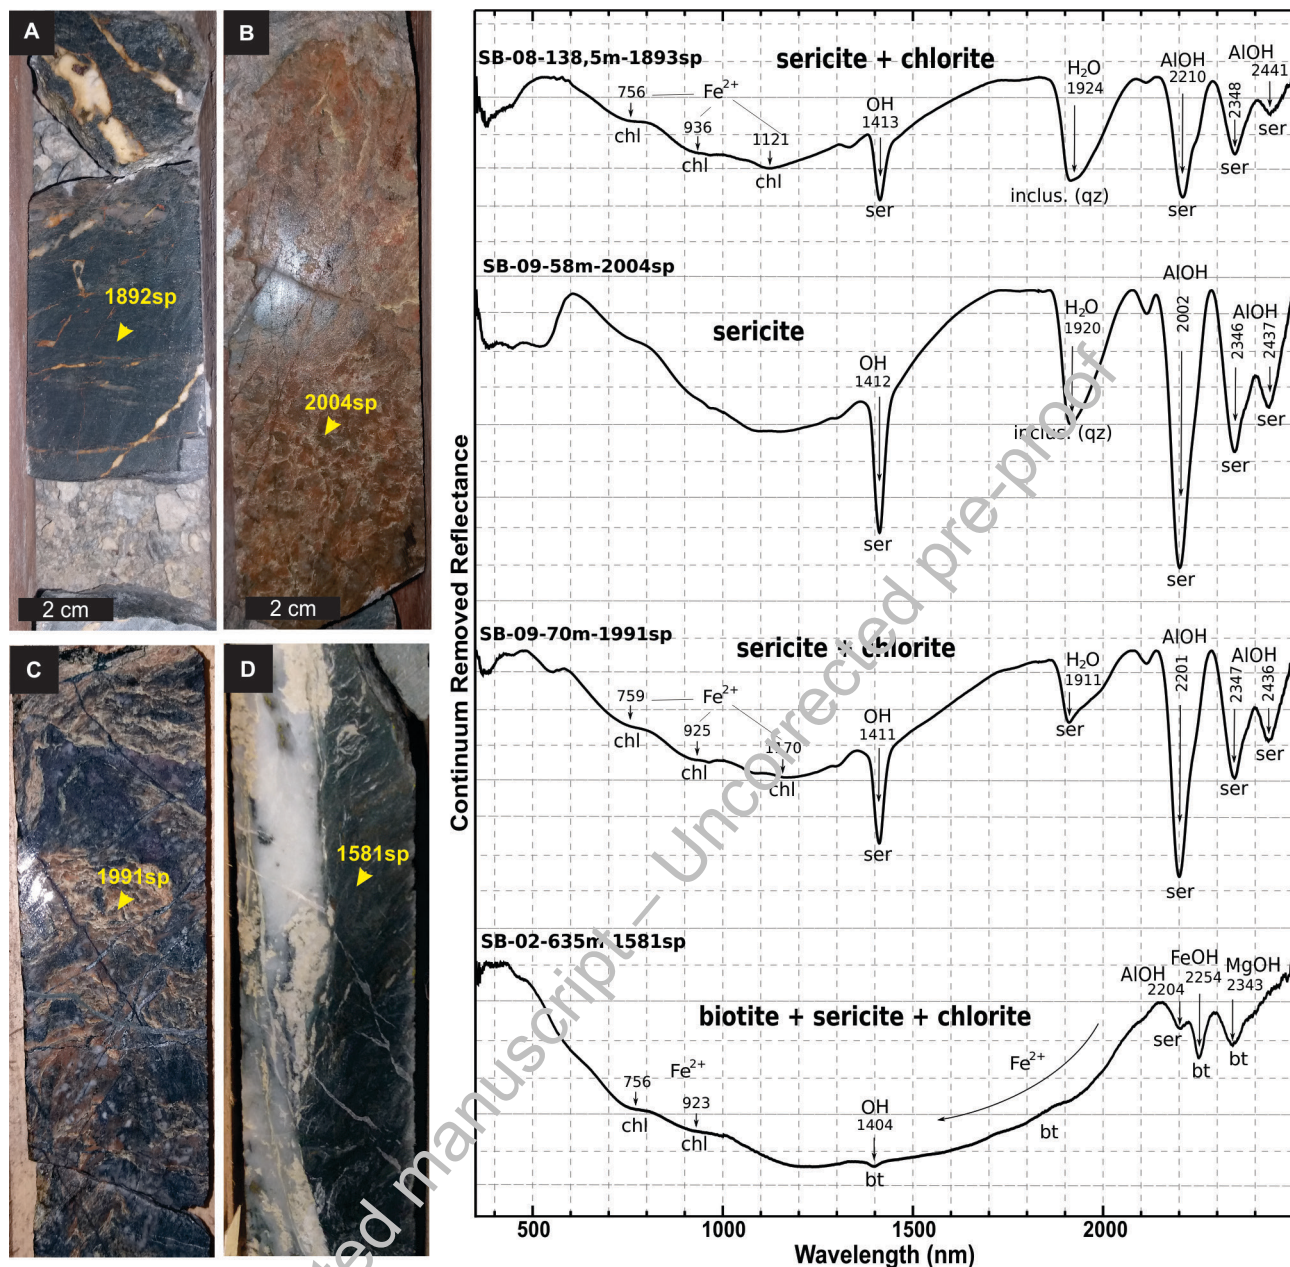 A
1892sp
2 cm
B
2004sp
2 cm
C
1991sp
D
1581sp
Continuum Removed Reflectance
SB-08-138,5m-1893sp
sericite + chlorite
756
Fe²⁺
chl
936
chl
1121
chl
OH
1413
ser
H₂O
1924
inclus. (qz)
AlOH
2210
ser
2348
ser
AlOH
2441
ser
SB-09-58m-2004sp
sericite
OH
1412
ser
H₂O
1920
inclus. (qz)
AlOH
2002
ser
AlOH
2346
ser
2437
ser
SB-09-70m-1991sp
sericite + chlorite
759
Fe²⁺
chl
925
chl
1170
chl
OH
1411
ser
H₂O
1911
ser
AlOH
2201
ser
AlOH
2347
ser
2436
ser
SB-02-635m-1581sp
biotite + sericite + chlorite
756
Fe²⁺
chl
923
chl
OH
1404
bt
Fe²⁺
bt
AlOH
2204
ser
FeOH
2254
bt
MgOH
2343
bt
500
1000
1500
2000
Wavelength (nm)
ted manuscript – Uncorrected pre-proof